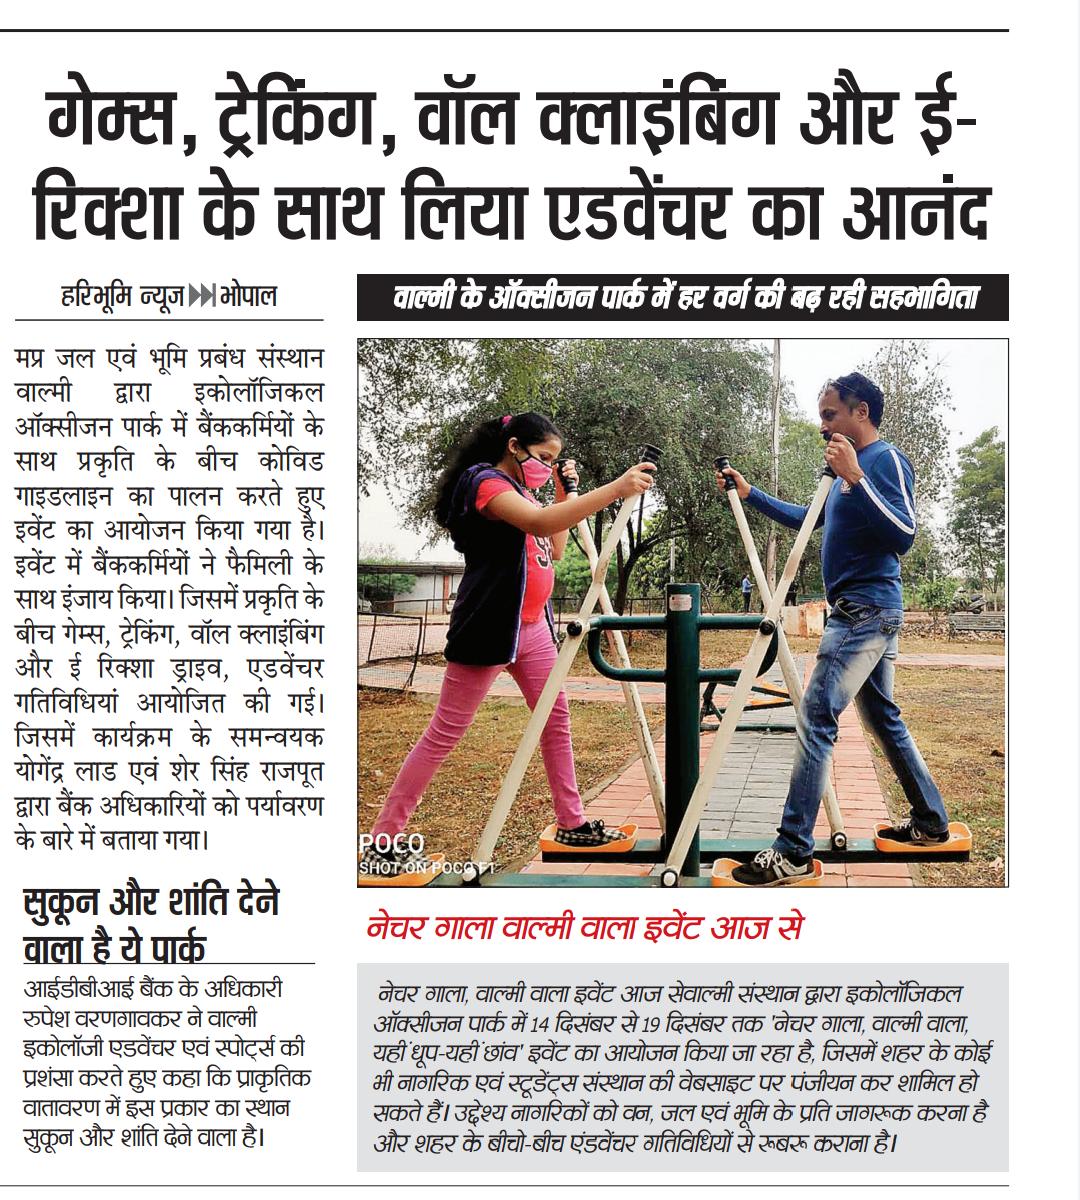 गेम्स, ट्रेकिंग, वॉल क्लाइंबिंग और ई-
रिक्शा के साथ लिया एडवेंचर का आनंद
हरिभूमि न्यूज भोपाल
मप्र जल एवं भूमि प्रबंध संस्थान
वाल्मी द्वारा इकोलॉजिकल
ऑक्सीजन पार्क में बैंककर्मियों के
साथ प्रकृति के बीच कोविड
गाइडलाइन का पालन करते हुए
इवेंट का आयोजन किया गया है।
इवेंट में बैंककर्मियों ने फैमिली के
साथ इंजाय किया। जिसमें प्रकृति के
बीच गेम्स, ट्रेकिंग, वॉल क्लाइंबिंग
और ई रिक्शा ड्राइव, एडवेंचर
गतिविधियां आयोजित की गई।
जिसमें कार्यक्रम के समन्वयक
योगेंद्र लाड एवं शेर सिंह राजपूत
द्वारा बैंक अधिकारियों को पर्यावरण
के बारे में बताया गया।
सुकून और शांति देने
वाला है ये पार्क
आईडीबीआई बैंक के अधिकारी
रुपेश वरणगावकर ने वाल्मी
इकोलॉजी एडवेंचर एवं स्पोर्ट्स की
प्रशंसा करते हुए कहा कि प्राकृतिक
वातावरण में इस प्रकार का स्थान
सुकून और शांति देने वाला है।
वाल्मी के ऑक्सीजन पार्क में हर वर्ग की बढ़ रही सहभागिता
POCO
SHOT ON POCO F1
नेचर गाला वाल्मी वाला इवेंट आज से
नेचर गाला, वाल्मी वाला इवेंट आज सेवाल्मी संस्थान द्वारा इकोलॉजिकल
ऑक्सीजन पार्क में 14 दिसंबर से 19 दिसंबर तक 'नेचर गाला, वाल्मी वाला,
यहीं धूप-यहीं छांव' इवेंट का आयोजन किया जा रहा है, जिसमें शहर के कोई
भी नागरिक एवं स्टूडेंट्स संस्थान की वेबसाइट पर पंजीयन कर शामिल हो
सकते हैं। उद्देश्य नागरिकों को वन, जल एवं भूमि के प्रति जागरूक करना है
और शहर के बीचो-बीच एंडवेंचर गतिविधियों से रूबरू कराना है।